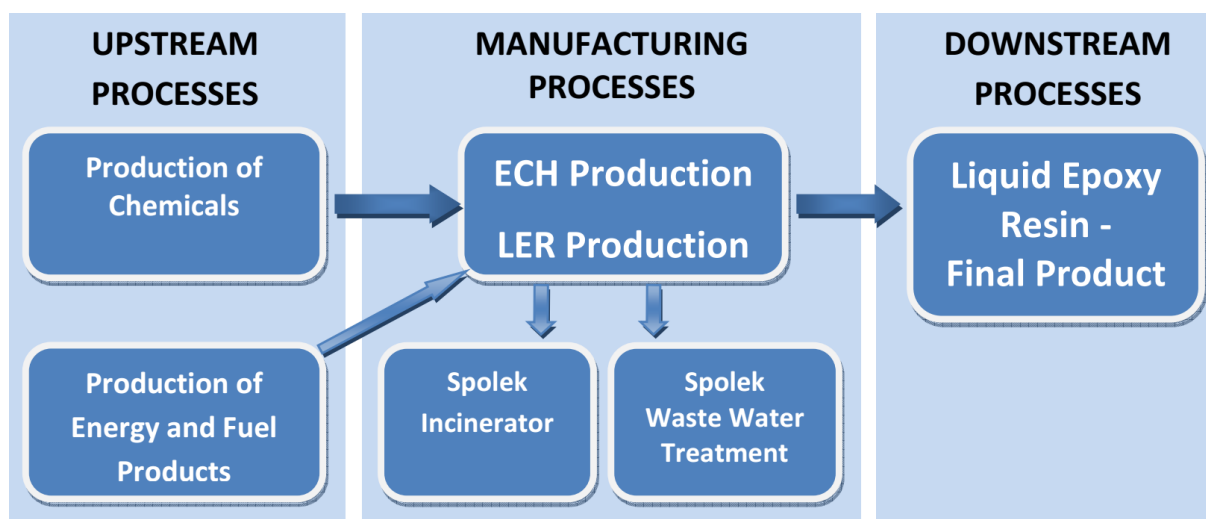 UPSTREAM
PROCESSES
Production of
Chemicals
Production of
Energy and Fuel
Products
MANUFACTURING
PROCESSES
ECH Production
LER Production
Spolek
Incinerator
Spolek
Waste Water
Treatment
DOWNSTREAM
PROCESSES
Liquid Epoxy
Resin -
Final Product